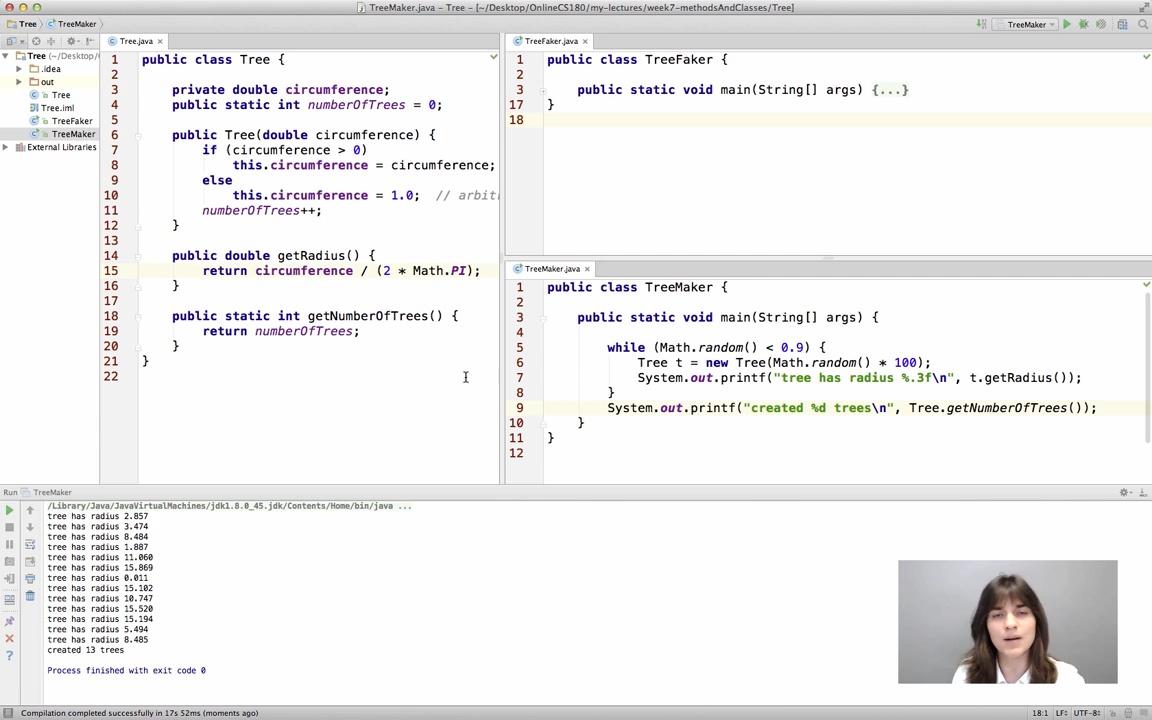 TreeMaker.java - Tree - [~/Desktop/OnlineCS180/my-lectures/week7-methodsAndClasses/Tree]
Tree TreeMaker
TreeMaker
Tree (~/Desktop/
.idea
out
Tree
Tree.iml
TreeFaker
TreeMaker
External Libraries
Tree.java
1 public class Tree {
2
3 private double circumference;
4 public static int numberOfTrees = 0;
5
6 public Tree(double circumference) {
7 if (circumference > 0)
8 this.circumference = circumference;
9 else
10 this.circumference = 1.0; // arbit
11 numberOfTrees++;
12 }
13
14 public double getRadius() {
15 return circumference / (2 * Math.PI);
16 }
17
18 public static int getNumberOfTrees() {
19 return numberOfTrees;
20 }
21 }
22
TreeFaker.java
1 public class TreeFaker {
2
3 public static void main(String[] args) {...}
17 }
18
TreeMaker.java
1 public class TreeMaker {
2
3 public static void main(String[] args) {
4
5 while (Math.random() < 0.9) {
6 Tree t = new Tree(Math.random() * 100);
7 System.out.printf("tree has radius %.3f\n", t.getRadius());
8 }
9 System.out.printf("created %d trees\n", Tree.getNumberOfTrees());
10 }
11 }
12
Run TreeMaker
/Library/Java/JavaVirtualMachines/jdk1.8.0_45.jdk/Contents/Home/bin/java ...
tree has radius 2.857
tree has radius 3.474
tree has radius 8.484
tree has radius 1.887
tree has radius 11.060
tree has radius 15.869
tree has radius 0.011
tree has radius 15.102
tree has radius 10.747
tree has radius 15.520
tree has radius 15.194
tree has radius 5.494
tree has radius 8.485
created 13 trees
Process finished with exit code 0
Compilation completed successfully in 17s 52ms (moments ago)
18:1 LF÷ UTF-8÷